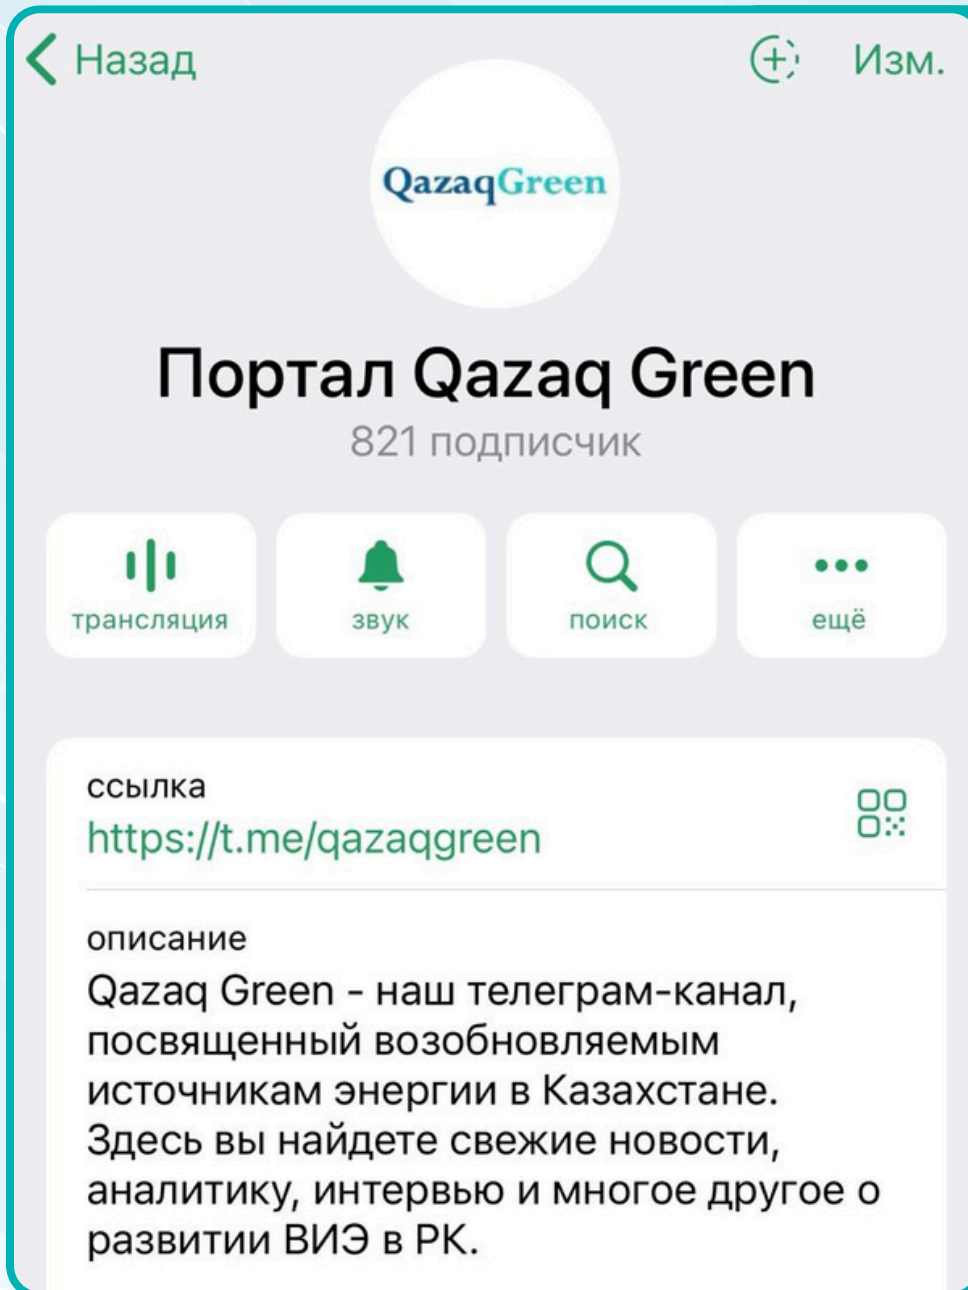 Назад
Изм.
QazaqGreen
Портал Qazaq Green
821 подписчик
трансляция
звук
поиск
ещё
ссылка
https://t.me/qazaqgreen
описание
Qazaq Green - наш телеграм-канал,
посвященный возобновляемым
источникам энергии в Казахстане.
Здесь вы найдете свежие новости,
аналитику, интервью и многое другое о
развитии ВИЭ в РК.